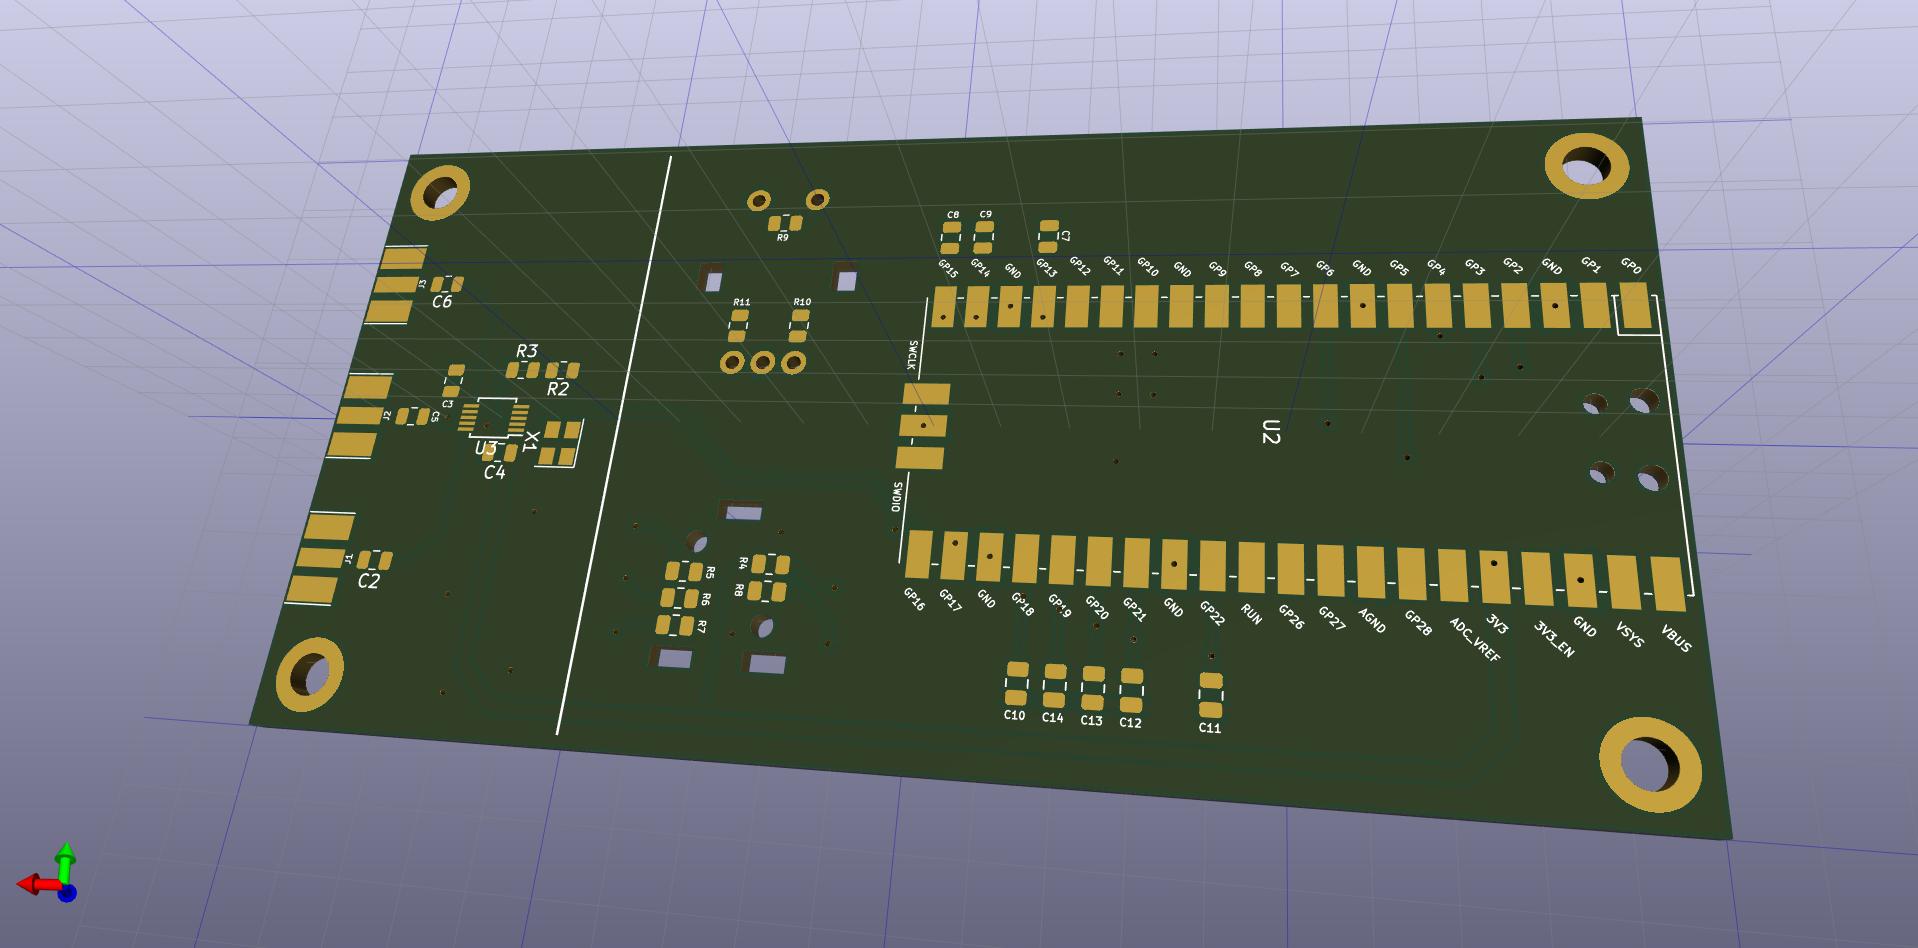 C8
C9
C7
R9
GP15
GP14
GND
GP13
GP12
GP11
GP10
GND
GP9
GP8
GP7
GP6
GND
GP5
GP4
GP3
GP2
GND
GP1
GP0
J3
C6
R11
R10
R3
R2
SWCLK
C3
J2
C5
U3
X1
C4
U2
SWDIO
J1
C2
R5
R4
R6
R8
R7
GP16
GP17
GND
GP18
GP19
GP20
GP21
GND
GP22
RUN
GP26
GP27
AGND
GP28
ADC_VREF
3V3
3V3_EN
GND
VSYS
VBUS
C10
C14
C13
C12
C11